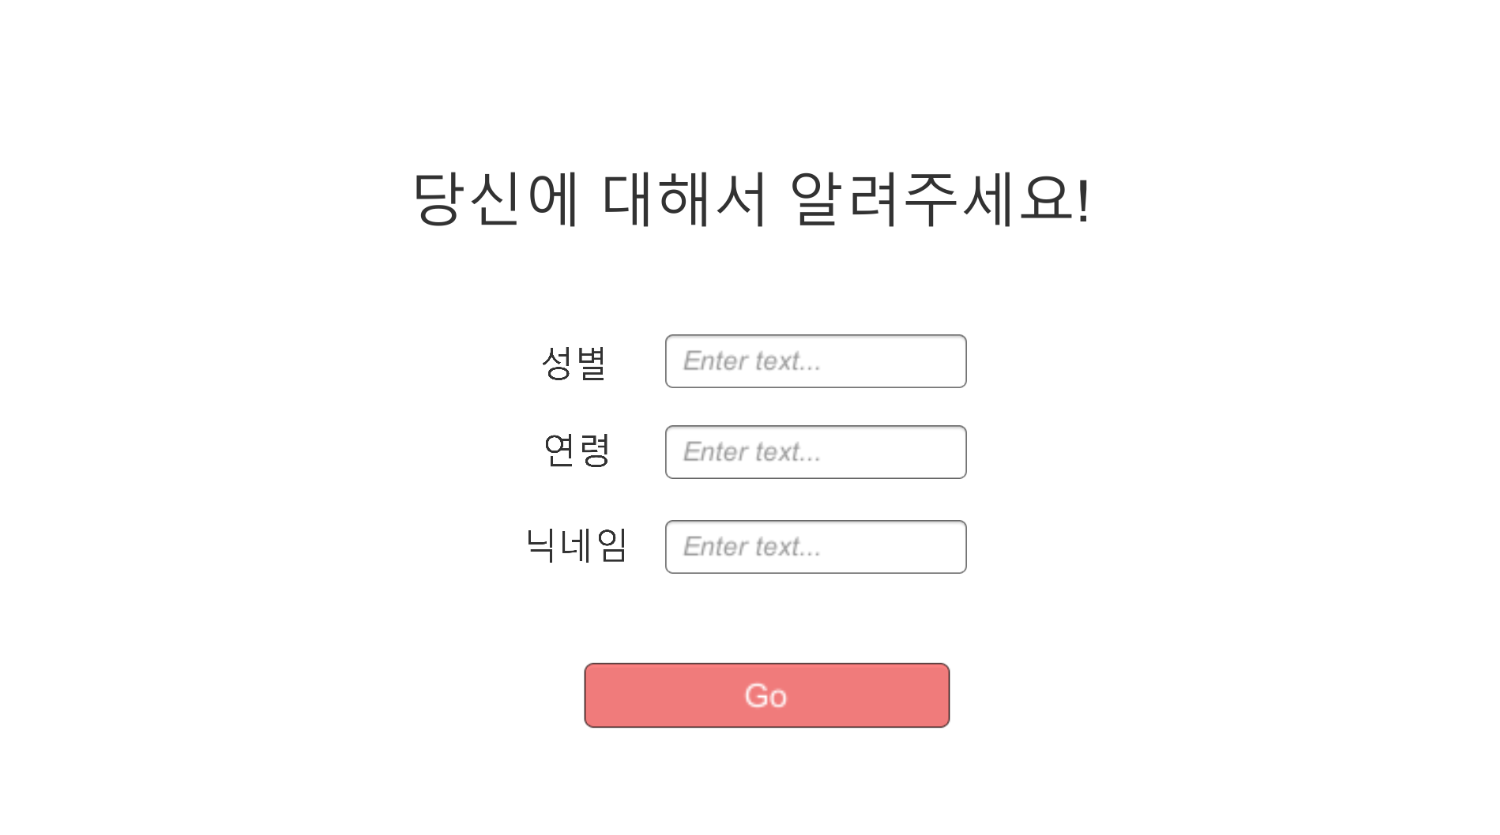 당신에 대해서 알려주세요!
성별 Enter text...
연령 Enter text...
닉네임 Enter text...
Go